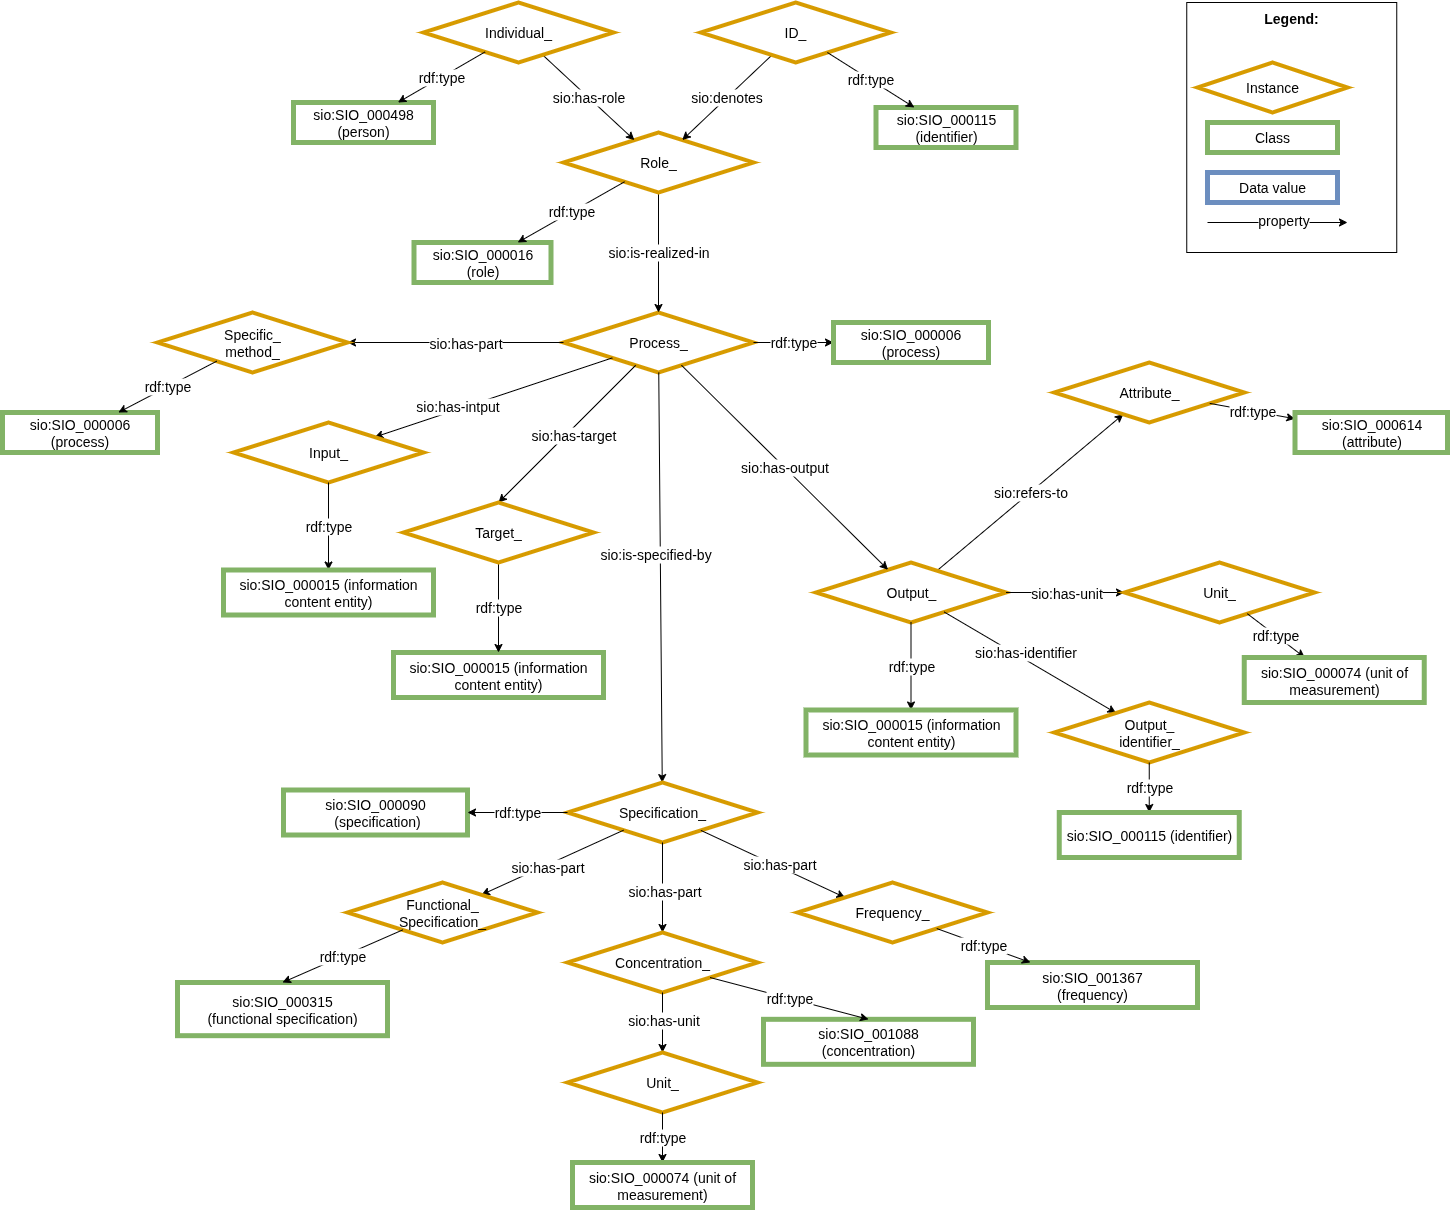 Individual_
ID_
Legend:
rdf:type
rdf:type
Instance
sio:has-role
sio:denotes
sio:SIO_000498
(person)
sio:SIO_000115
(identifier)
Class
Role_
Data value
rdf:type
property
sio:SIO_000016
(role)
sio:is-realized-in
Specific_
method_
sio:has-part
Process_
rdf:type
sio:SIO_000006
(process)
rdf:type
sio:has-intput
Attribute_
rdf:type
sio:SIO_000614
(attribute)
sio:SIO_000006
(process)
Input_
sio:has-target
sio:has-output
sio:refers-to
rdf:type
Target_
sio:is-specified-by
sio:SIO_000015 (information
content entity)
Output_
sio:has-unit
Unit_
rdf:type
rdf:type
sio:has-identifier
rdf:type
sio:SIO_000015 (information
content entity)
sio:SIO_000074 (unit of
measurement)
sio:SIO_000015 (information
content entity)
Output_
identifier_
rdf:type
sio:SIO_000090
(specification)
rdf:type
Specification_
sio:SIO_000115 (identifier)
sio:has-part
sio:has-part
sio:has-part
Functional_
Specification_
Frequency_
rdf:type
rdf:type
Concentration_
sio:SIO_001367
(frequency)
rdf:type
sio:SIO_000315
(functional specification)
sio:has-unit
sio:SIO_001088
(concentration)
Unit_
rdf:type
sio:SIO_000074 (unit of
measurement)